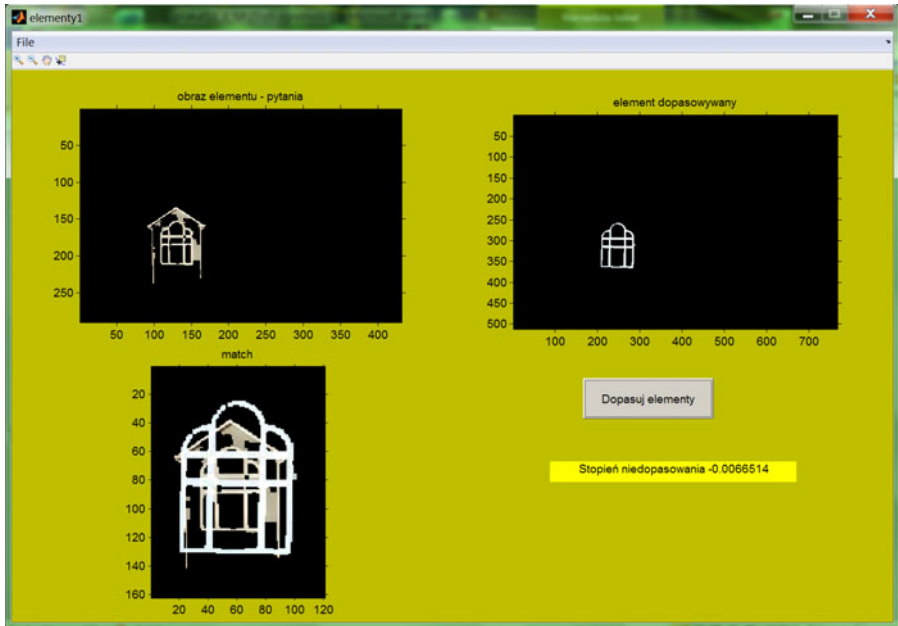 elementy1
File
obraz elementu - pytania
50
100
150
200
250
50 100 150 200 250 300 350 400
element dopasowywany
50
100
150
200
250
300
350
400
450
500
100 200 300 400 500 600 700
match
20
40
60
80
100
120
140
160
20 40 60 80 100 120
Dopasuj elementy
Stopień niedopasowania -0.0066514